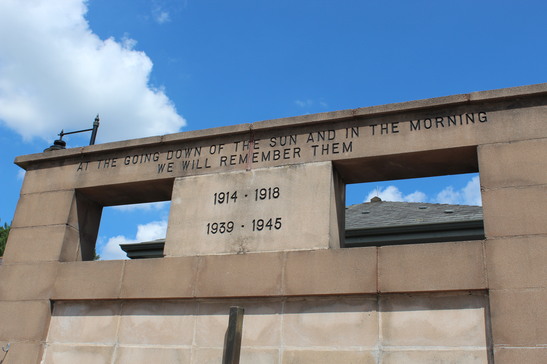 AT THE GOING DOWN OF THE SUN AND IN THE MORNING
WE WILL REMEMBER THEM
1914 · 1918
1939 · 1945